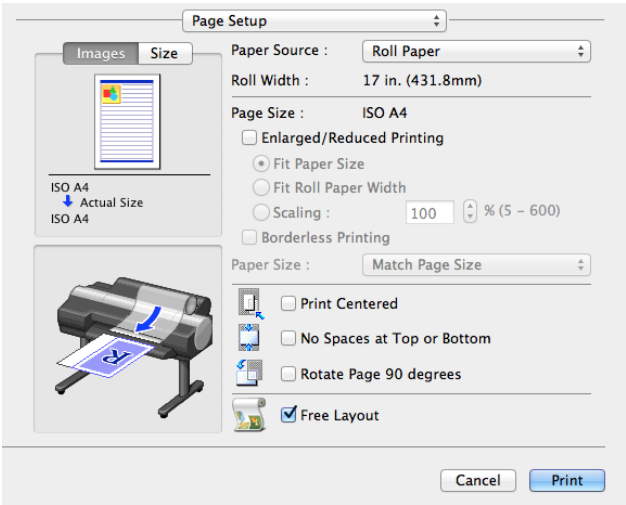 Page Setup
Images Size
Paper Source : Roll Paper
Roll Width : 17 in. (431.8mm)
Page Size : ISO A4
Enlarged/Reduced Printing
Fit Paper Size
Fit Roll Paper Width
Scaling : 100 % (5 – 600)
Borderless Printing
Paper Size : Match Page Size
ISO A4
Actual Size
ISO A4
R
Print Centered
No Spaces at Top or Bottom
Rotate Page 90 degrees
Free Layout
Cancel Print